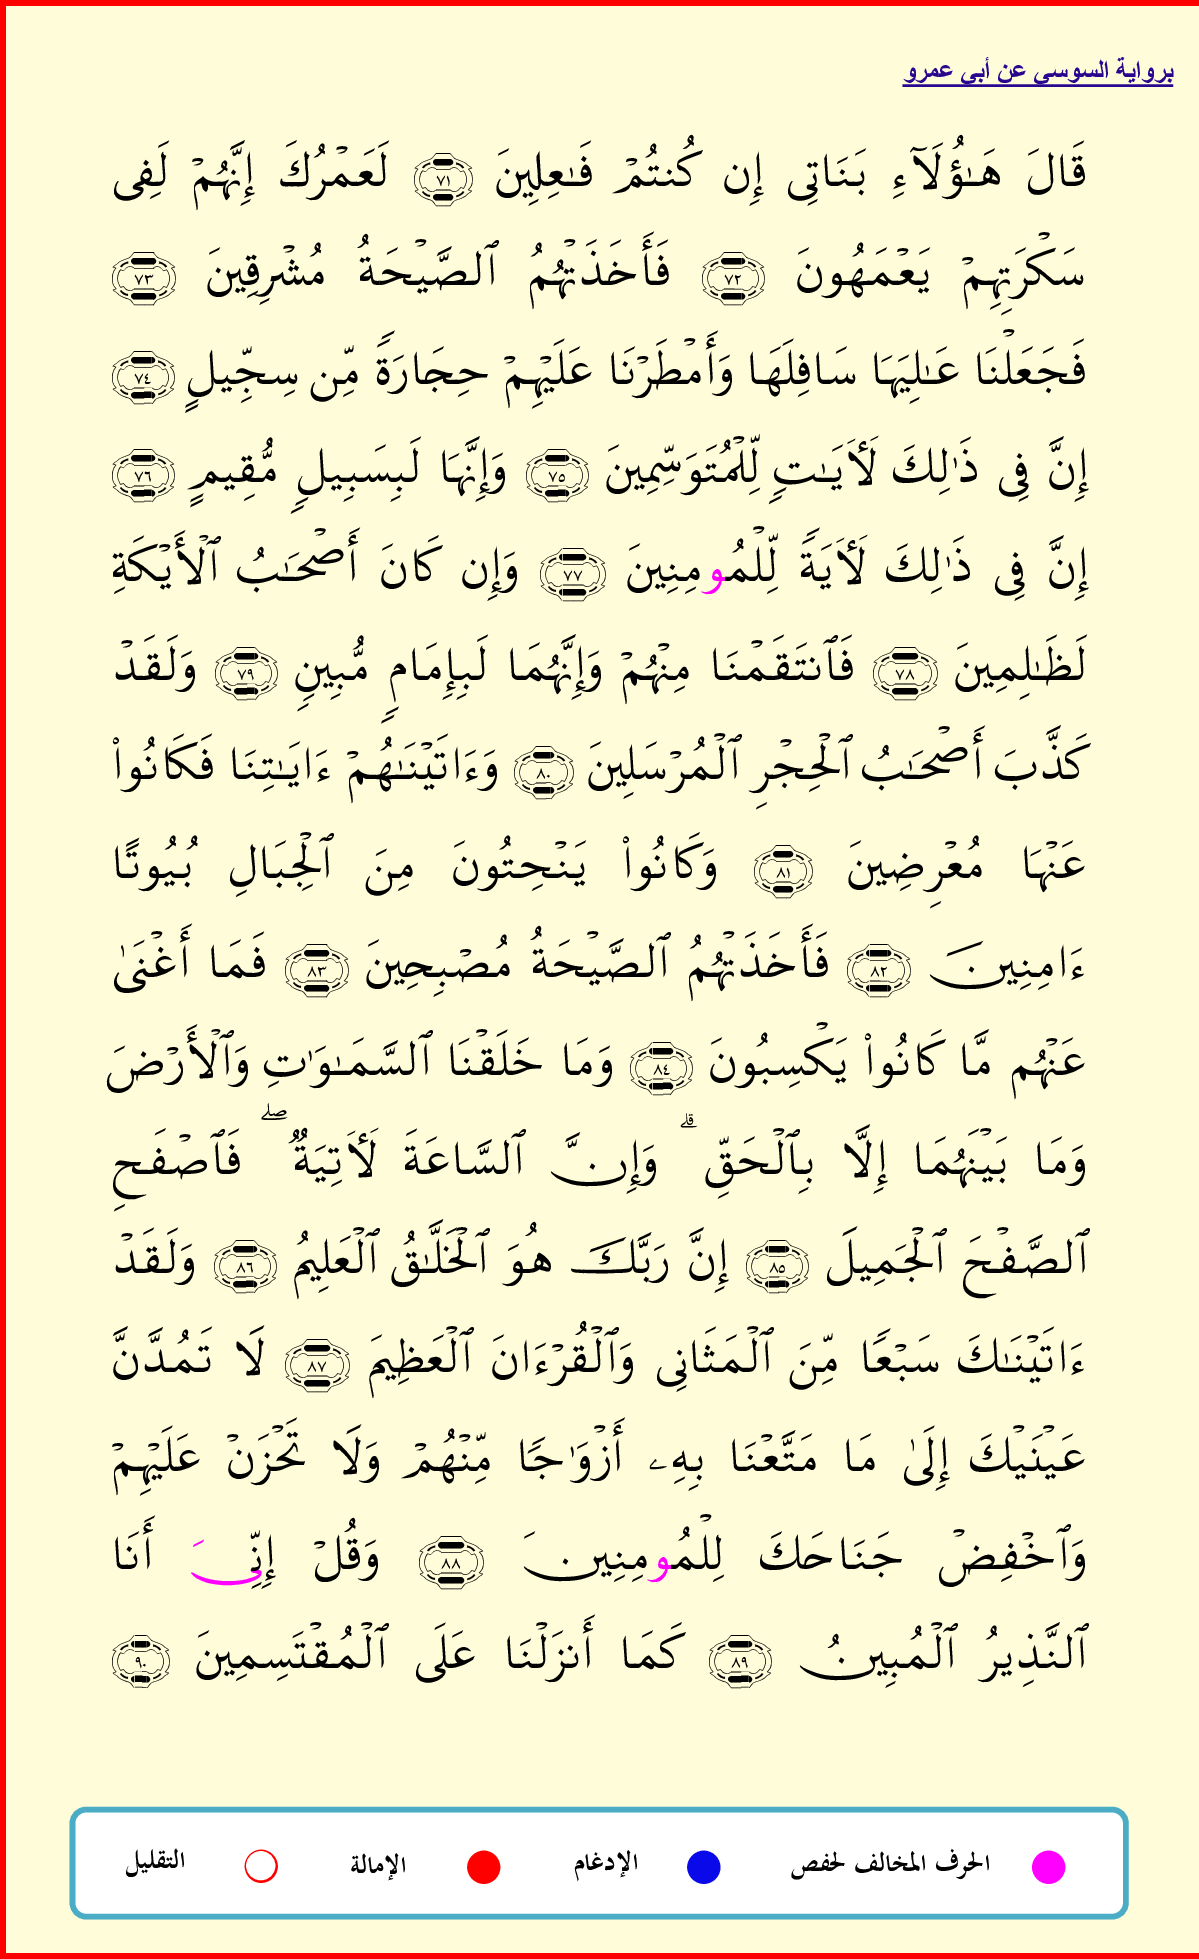 برواية السوسي عن أبي عمرو
قَالَ هَـٰٓؤُلَآءِ بَنَاتِى إِن كُنتُمۡ فَـٰعِلِينَ ٧١ لَعَمۡرُكَ إِنَّهُمۡ لَفِى
سَكۡرَتِهِمۡ يَعۡمَهُونَ ٧٢ فَأَخَذَتۡهُمُ ٱلصَّيۡحَةُ مُشۡرِقِينَ ٧٣
فَجَعَلۡنَا عَـٰلِيَهَا سَافِلَهَا وَأَمۡطَرۡنَا عَلَيۡهِمۡ حِجَارَةً مِّن سِجِّيلٍ ٧٤
إِنَّ فِى ذَٰلِكَ لَأٓيَـٰتٍ لِّلۡمُتَوَسِّمِينَ ٧٥ وَإِنَّهَا لَبِسَبِيلٍ مُّقِيمٍ ٧٦
إِنَّ فِى ذَٰلِكَ لَأٓيَةً لِّلۡمُومِنِينَ ٧٧ وَإِن كَانَ أَصۡحَـٰبُ ٱلۡأَيۡكَةِ
لَظَـٰلِمِينَ ٧٨ فَٱنتَقَمۡنَا مِنۡهُمۡ وَإِنَّهُمَا لَبِإِمَامٍ مُّبِينٍ ٧٩ وَلَقَدۡ
كَذَّبَ أَصۡحَـٰبُ ٱلۡحِجۡرِ ٱلۡمُرۡسَلِينَ ٨٠ وَءَاتَيۡنَـٰهُمۡ ءَايَـٰتِنَا فَكَانُوا۟
عَنۡهَا مُعۡرِضِينَ ٨١ وَكَانُوا۟ يَنۡحِتُونَ مِنَ ٱلۡجِبَالِ بُيُوتًا
ءَامِنِينَ ٨٢ فَأَخَذَتۡهُمُ ٱلصَّيۡحَةُ مُصۡبِحِينَ ٨٣ فَمَا أَغۡنَىٰ
عَنۡهُم مَّا كَانُوا۟ يَكۡسِبُونَ ٨٤ وَمَا خَلَقۡنَا ٱلسَّمَـٰوَٰتِ وَٱلۡأَرۡضَ
وَمَا بَيۡنَهُمَا إِلَّا بِٱلۡحَقِّ ۗ وَإِنَّ ٱلسَّاعَةَ لَأٓتِيَةٌ ۖ فَٱصۡفَحِ
ٱلصَّفۡحَ ٱلۡجَمِيلَ ٨٥ إِنَّ رَبَّكَ هُوَ ٱلۡخَلَّـٰقُ ٱلۡعَلِيمُ ٨٦ وَلَقَدۡ
ءَاتَيۡنَـٰكَ سَبۡعًا مِّنَ ٱلۡمَثَانِى وَٱلۡقُرۡءَانَ ٱلۡعَظِيمَ ٨٧ لَا تَمُدَّنَّ
عَيۡنَيۡكَ إِلَىٰ مَا مَتَّعۡنَا بِهِۦ أَزۡوَٰجًا مِّنۡهُمۡ وَلَا تَحۡزَنۡ عَلَيۡهِمۡ
وَٱخۡفِضۡ جَنَاحَكَ لِلۡمُومِنِينَ ٨٨ وَقُلۡ إِنِّىَ أَنَا
ٱلنَّذِيرُ ٱلۡمُبِينُ ٨٩ كَمَا أَنزَلۡنَا عَلَى ٱلۡمُقۡتَسِمِينَ ٩٠
الحرف المخالف لحفص الإدغام الإمالة التقليل